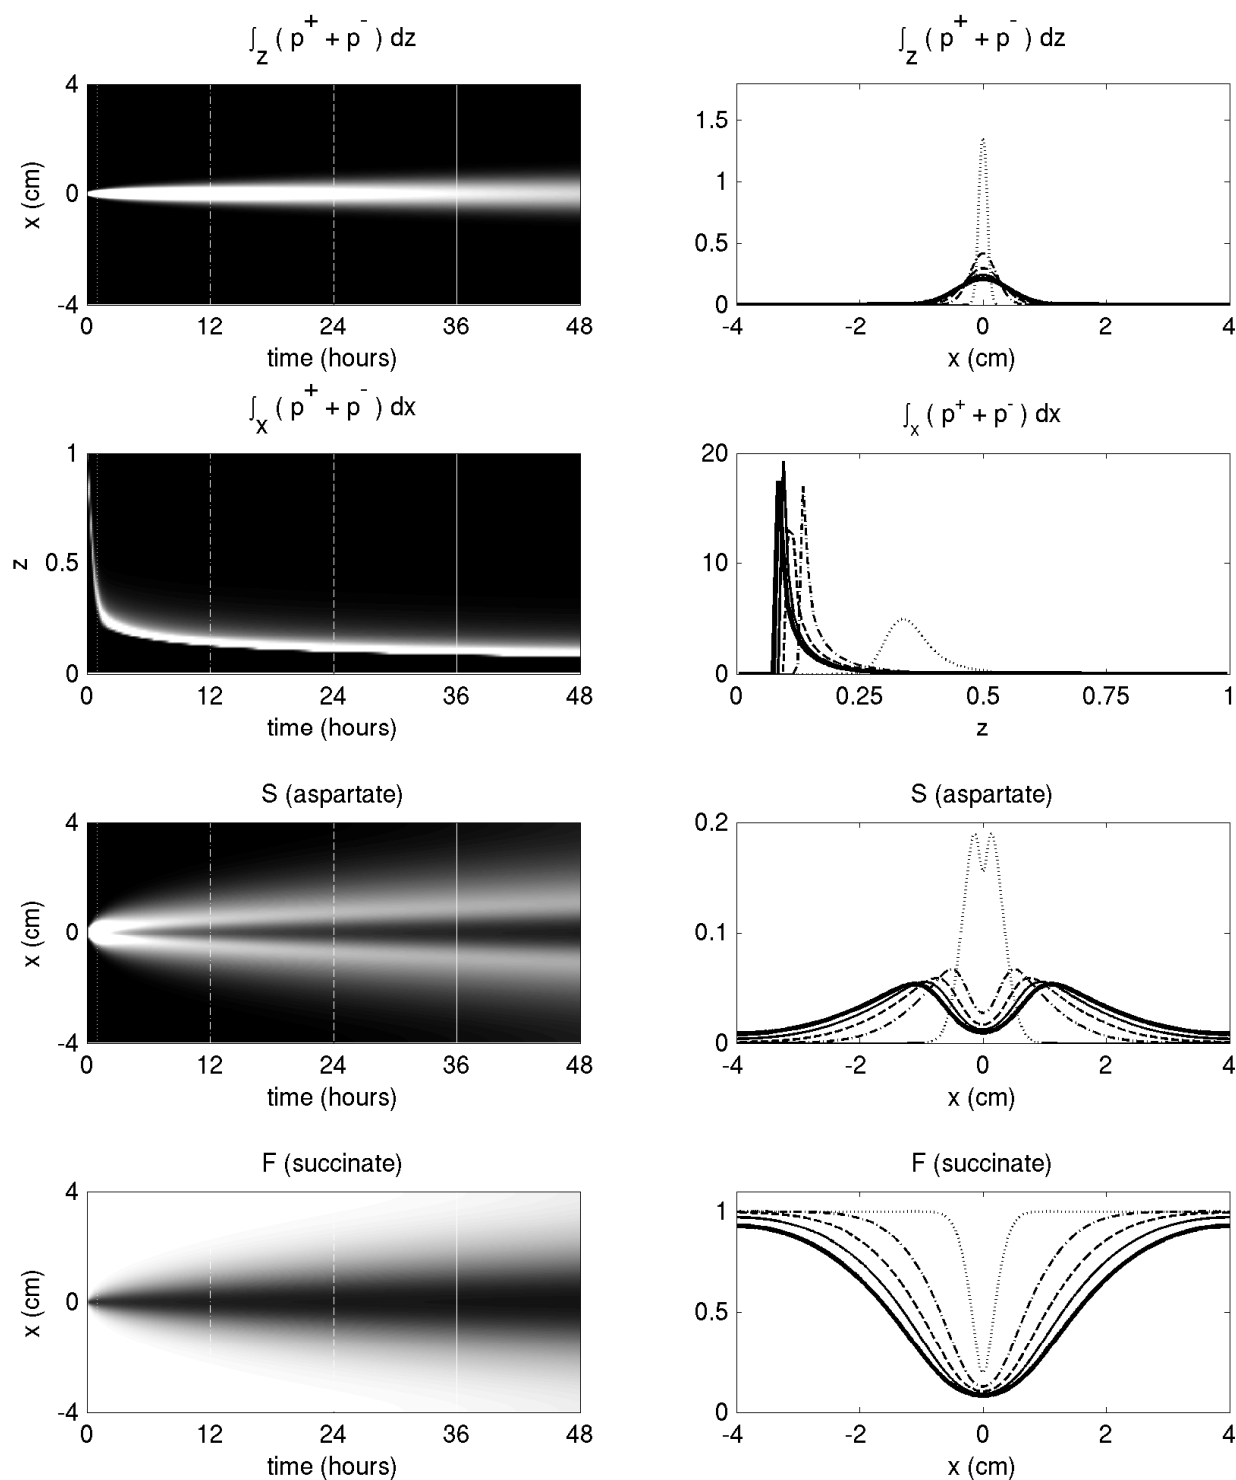 ∫z ( p+ + p- ) dz
4
0
-4
x (cm)
0 12 24 36 48
time (hours)
∫z ( p+ + p- ) dz
1.5
1
0.5
0
-4 -2 0 2 4
x (cm)
∫x ( p+ + p- ) dx
1
0.5
0
z
0 12 24 36 48
time (hours)
∫x ( p+ + p- ) dx
20
10
0
0 0.25 0.5 0.75 1
z
S (aspartate)
4
0
-4
x (cm)
0 12 24 36 48
time (hours)
S (aspartate)
0.2
0.1
0
-4 -2 0 2 4
x (cm)
F (succinate)
4
0
-4
x (cm)
0 12 24 36 48
time (hours)
F (succinate)
1
0.5
0
-4 -2 0 2 4
x (cm)